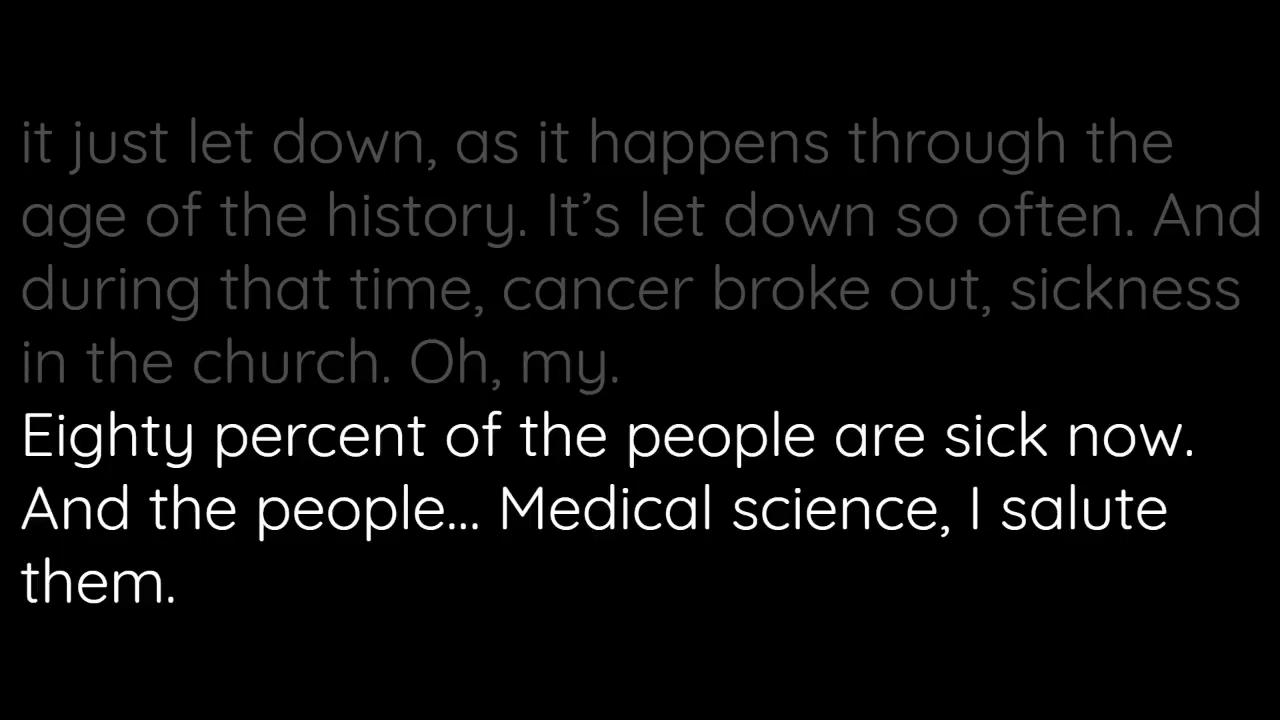 it just let down, as it happens through the
age of the history. It’s let down so often. And
during that time, cancer broke out, sickness
in the church. Oh, my.
Eighty percent of the people are sick now.
And the people... Medical science, I salute
them.